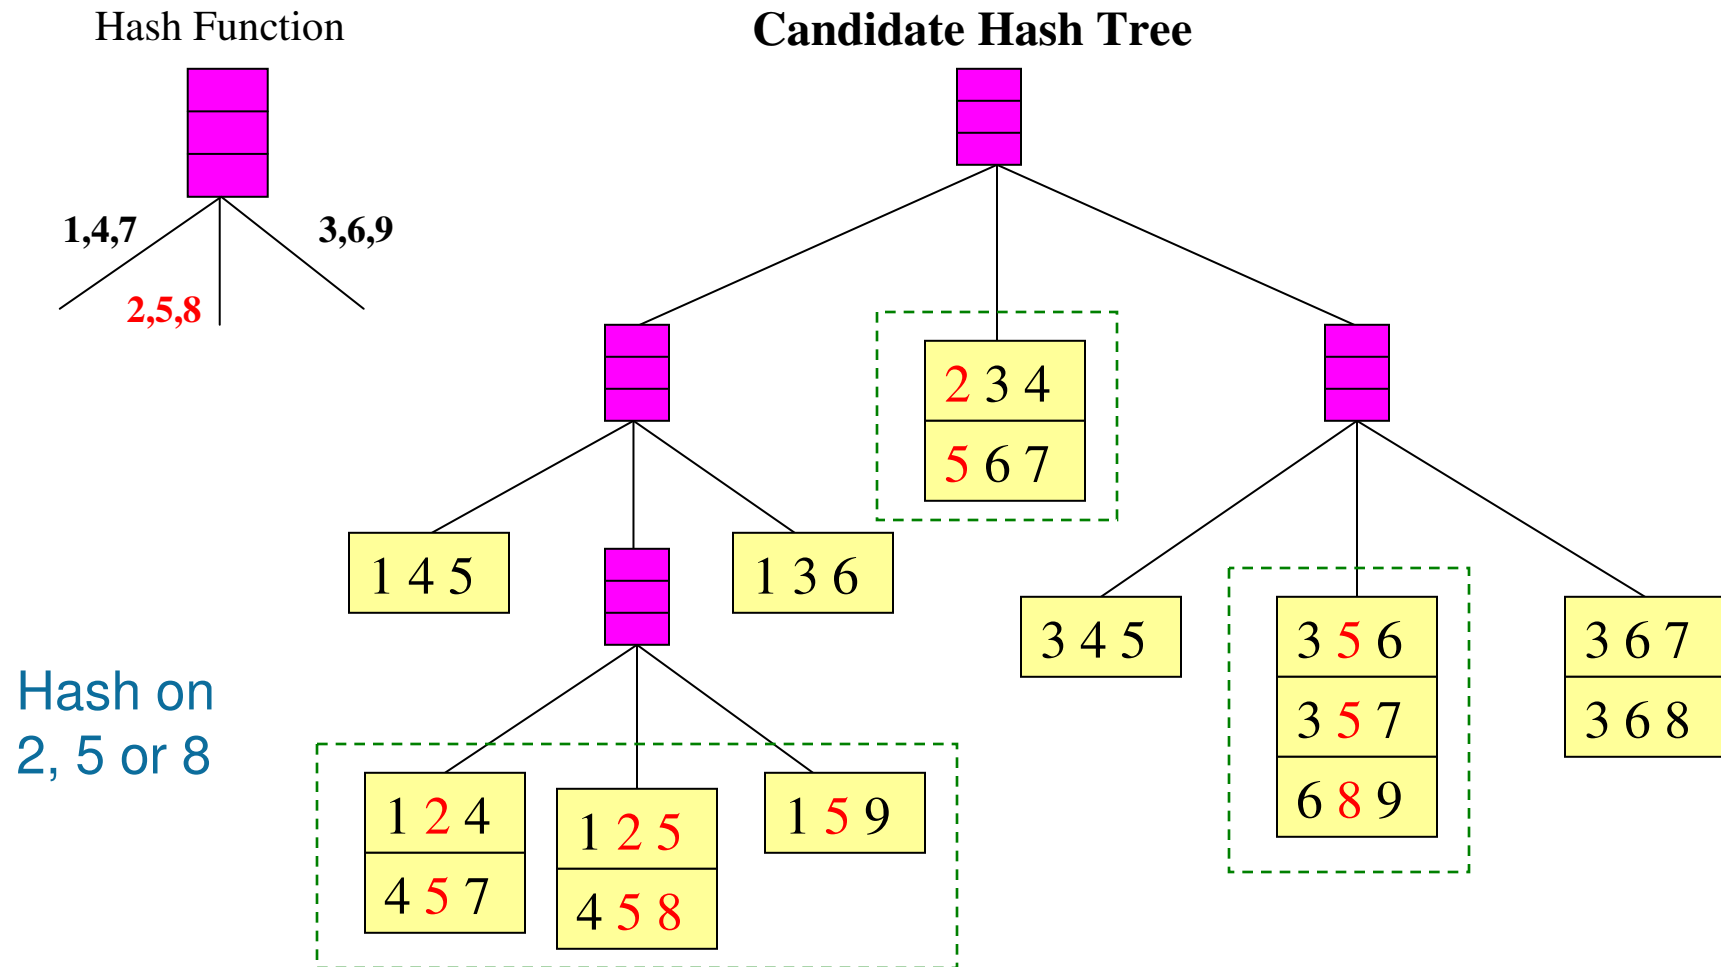 Hash Function
Candidate Hash Tree
1,4,7
3,6,9
2,5,8
2 3 4
5 6 7
1 4 5
1 3 6
3 4 5
3 5 6
3 5 7
6 8 9
3 6 7
3 6 8
Hash on
2, 5 or 8
1 2 4
4 5 7
1 2 5
4 5 8
1 5 9